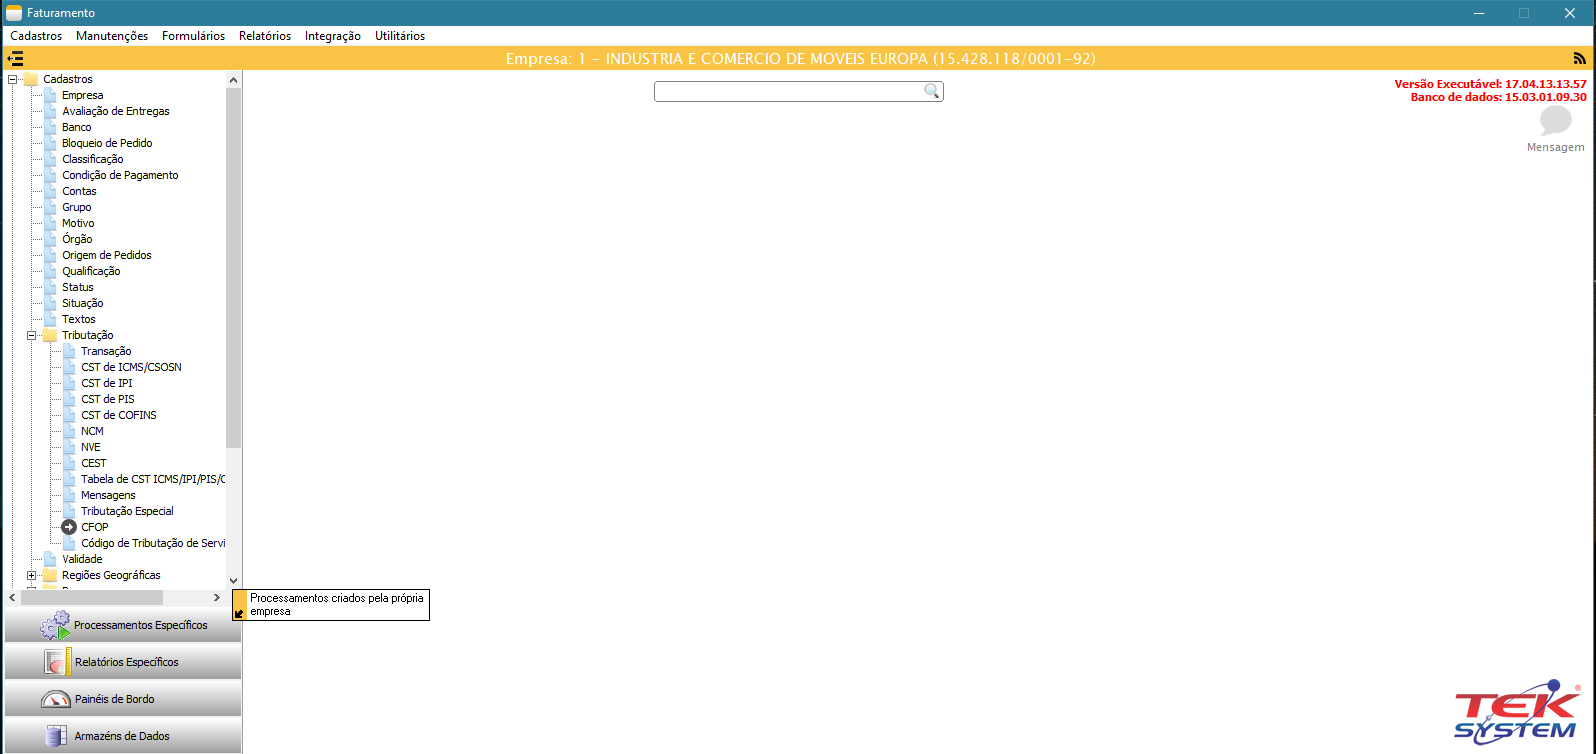 Faturamento
Cadastros Manutenções Formulários Relatórios Integração Utilitários
Empresa: 1 - INDUSTRIA E COMERCIO DE MOVEIS EUROPA (15.428.118/0001-92)
Versão Executável: 17.04.13.13.57
Banco de dados: 15.03.01.09.30
Mensagem
Cadastros
Empresa
Avaliação de Entregas
Banco
Bloqueio de Pedido
Classificação
Condição de Pagamento
Contas
Grupo
Motivo
Órgão
Origem de Pedidos
Qualificação
Status
Situação
Textos
Tributação
Transação
CST de ICMS/CSOSN
CST de IPI
CST de PIS
CST de COFINS
NCM
NVE
CEST
Tabela de CST ICMS/IPI/PIS/C
Mensagens
Tributação Especial
CFOP
Código de Tributação de Servi
Validade
Regiões Geográficas
Processamentos criados pela própria
empresa
Processamentos Específicos
Relatórios Específicos
Painéis de Bordo
Armazéns de Dados
TEK®
SYSTEM